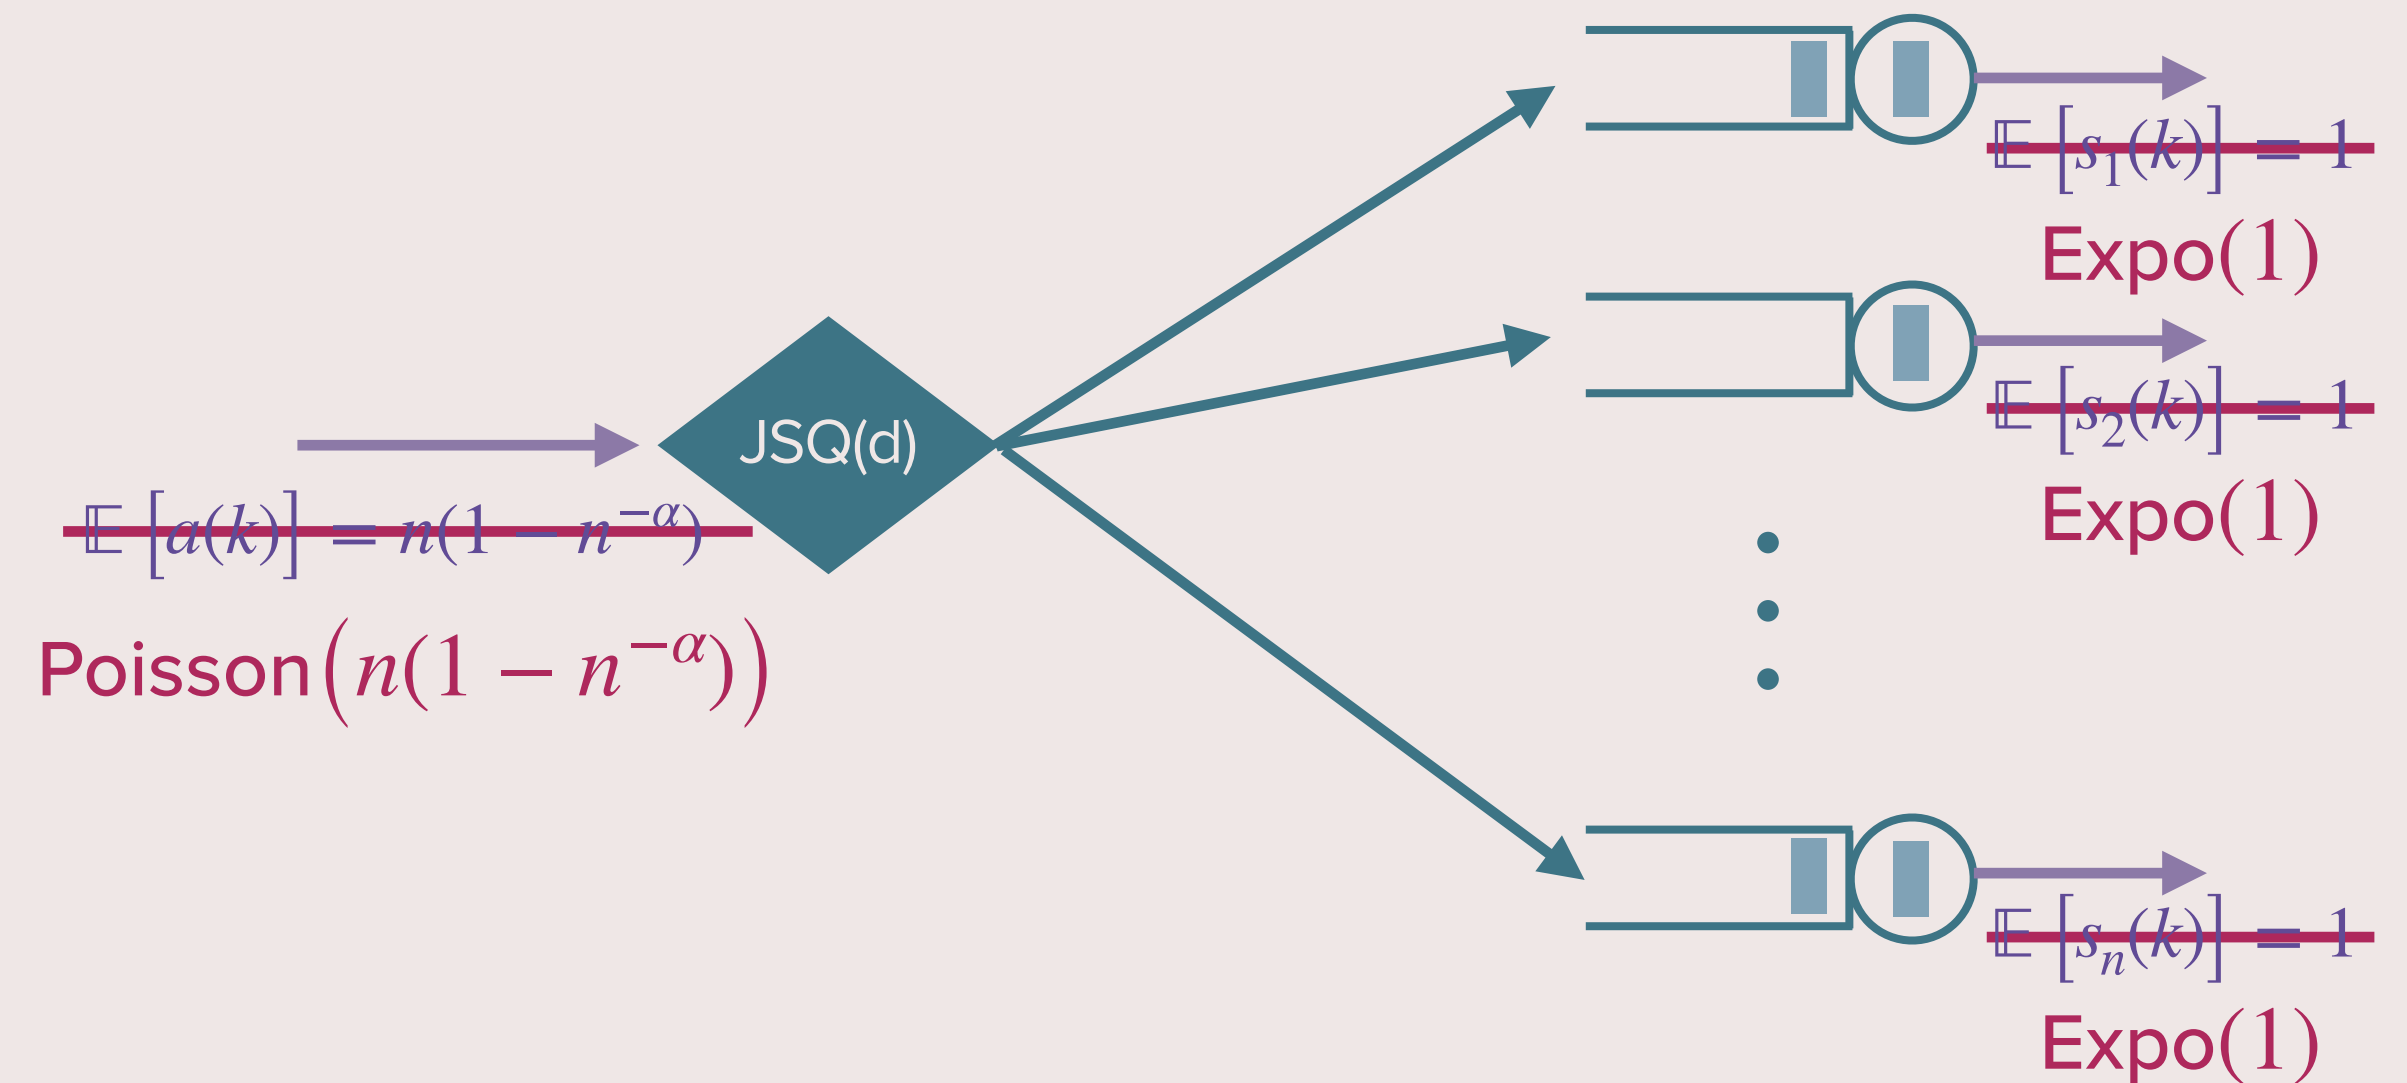 𝔼[s₁(k)] = 1
Expo(1)
𝔼[s₂(k)] = 1
Expo(1)
JSQ(d)
𝔼[a(k)] = n(1 − n^{−α})
Poisson(n(1 − n^{−α}))
𝔼[sₙ(k)] = 1
Expo(1)